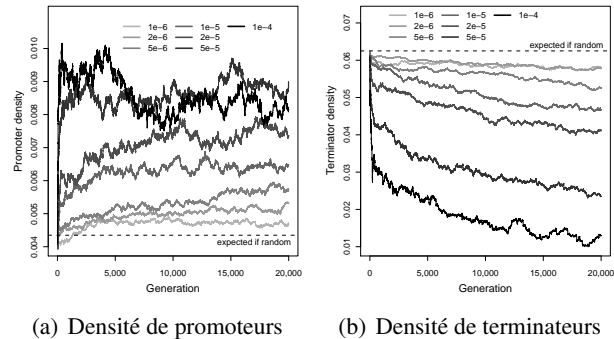 1e−6 1e−5 1e−4
2e−6 2e−5
5e−6 5e−5
Promoter density
0.010
0.009
0.008
0.007
0.006
0.005
0.004
expected if random
0 5,000 10,000 15,000 20,000
Generation
(a) Densité de promoteurs
1e−6 1e−5 1e−4
2e−6 2e−5
5e−6 5e−5
expected if random
Terminator density
0.07
0.06
0.05
0.04
0.03
0.02
0.01
0 5,000 10,000 15,000 20,000
Generation
(b) Densité de terminateurs